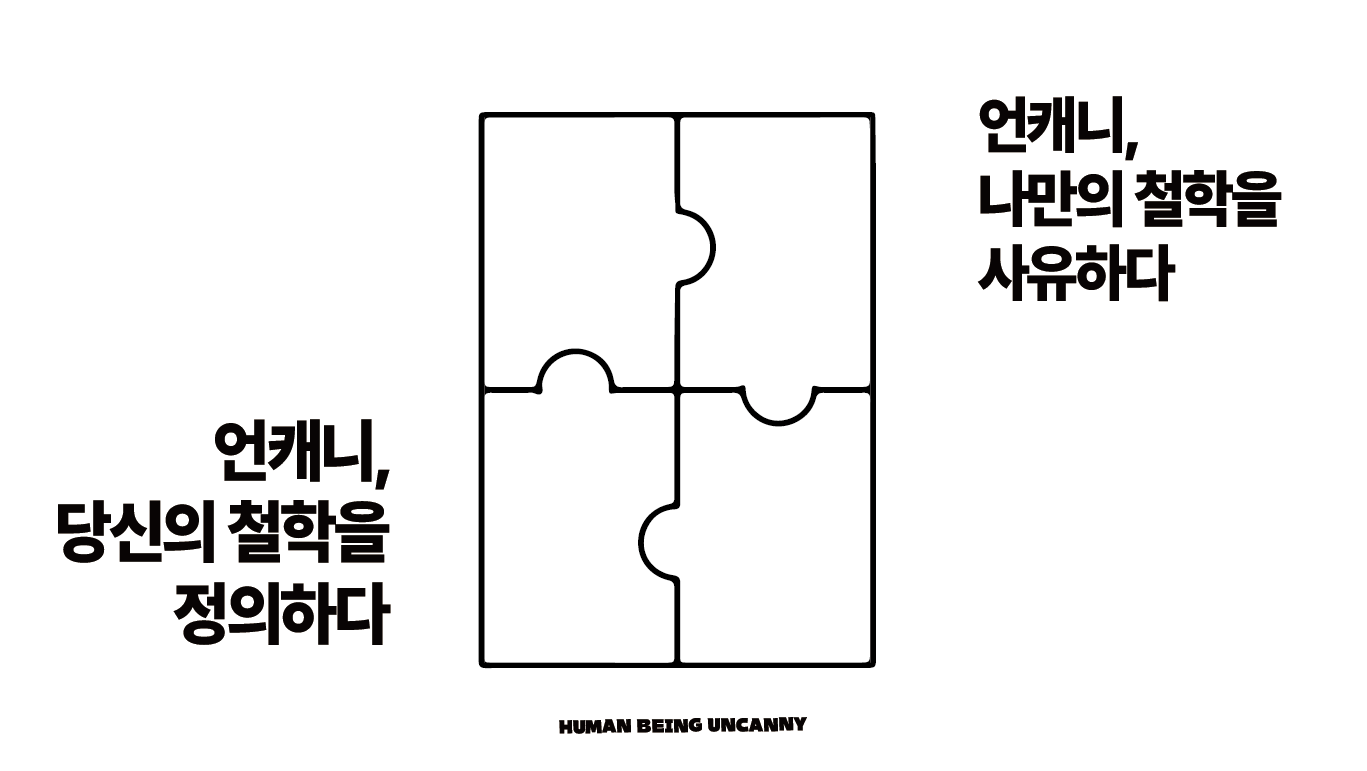 언캐니,
나만의 철학을
사유하다
언캐니,
당신의 철학을
정의하다
HUMAN BEING UNCANNY